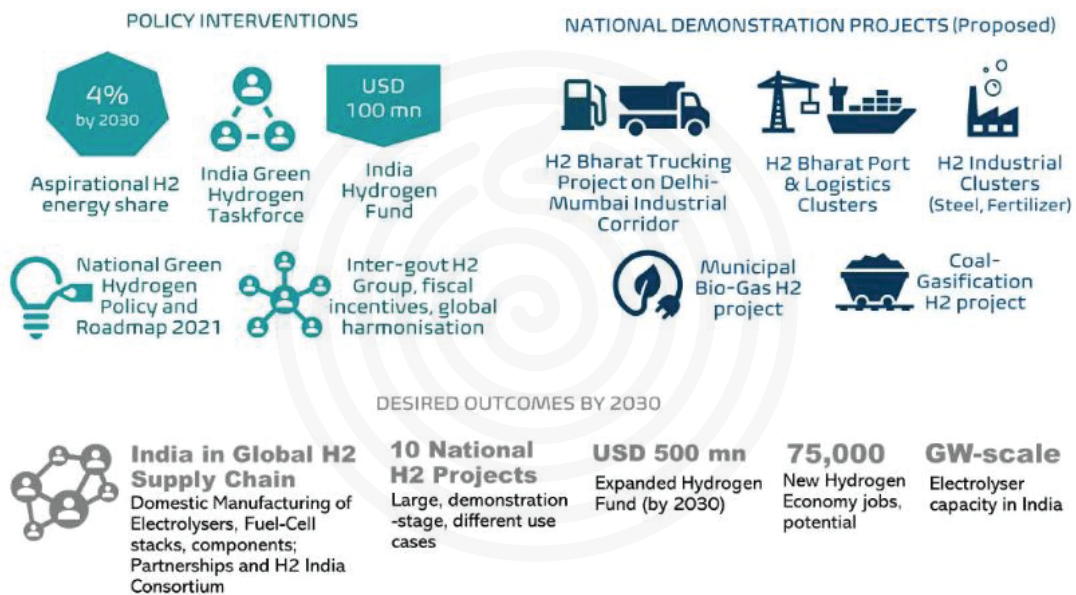 POLICY INTERVENTIONS
4%
by 2030
Aspirational H2
energy share
India Green
Hydrogen
Taskforce
USD
100 mn
India
Hydrogen
Fund
National Green
Hydrogen
Policy and
Roadmap 2021
Inter-govt H2
Group, fiscal
incentives, global
harmonisation
NATIONAL DEMONSTRATION PROJECTS (Proposed)
H2 Bharat Trucking
Project on Delhi-
Mumbai Industrial
Corridor
H2 Bharat Port
& Logistics
Clusters
H2 Industrial
Clusters
(Steel, Fertilizer)
Municipal
Bio-Gas H2
project
Coal-
Gasification
H2 project
DESIRED OUTCOMES BY 2030
India in Global H2
Supply Chain
Domestic Manufacturing of
Electrolysers, Fuel-Cell
stacks, components;
Partnerships and H2 India
Consortium
10 National
H2 Projects
Large, demonstration
-stage, different use
cases
USD 500 mn
Expanded Hydrogen
Fund (by 2030)
75,000
New Hydrogen
Economy jobs,
potential
GW-scale
Electrolyser
capacity in India